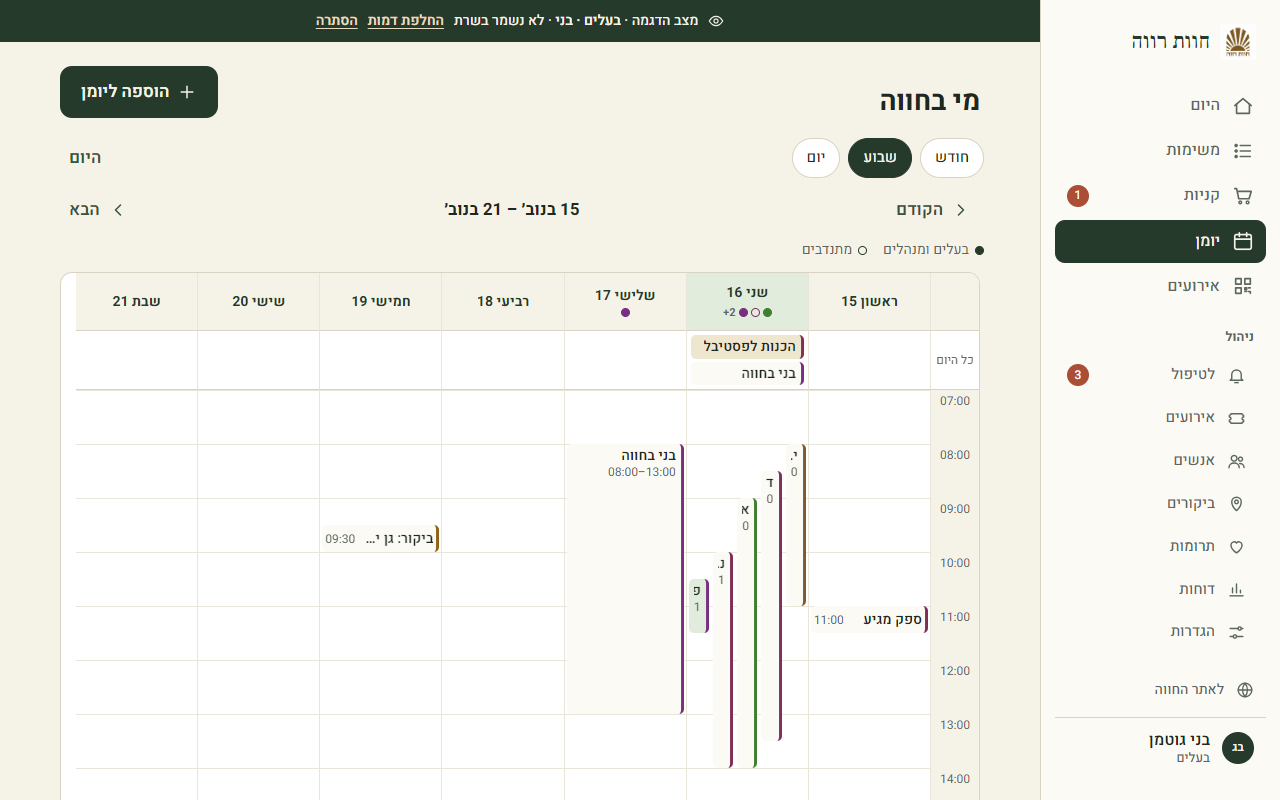 מצב הדגמה · בעלים · בני · לא נשמר בשרת החלפת דמות הסתרה
חוות רווה
היום
משימות
קניות 1
יומן
אירועים
ניהול
לטיפול 3
אירועים
אנשים
ביקורים
תרומות
דוחות
הגדרות
לאתר החווה
בג
בני גוטמן
בעלים
מי בחווה
הוספה ליומן
חודש שבוע יום
היום
הקודם
15 בנוב׳ – 21 בנוב׳
הבא
בעלים ומנהלים מתנדבים
ראשון 15 שני 16 שלישי 17 רביעי 18 חמישי 19 שישי 20 שבת 21
+2
כל היום
הכנות לפסטיבל
בני בחווה
07:00
08:00
09:00
10:00
11:00
12:00
13:00
14:00
ספק מגיע 11:00
ד
0
א
0
פ
1
בני בחווה
08:00–13:00
ביקור: גן י... 09:30